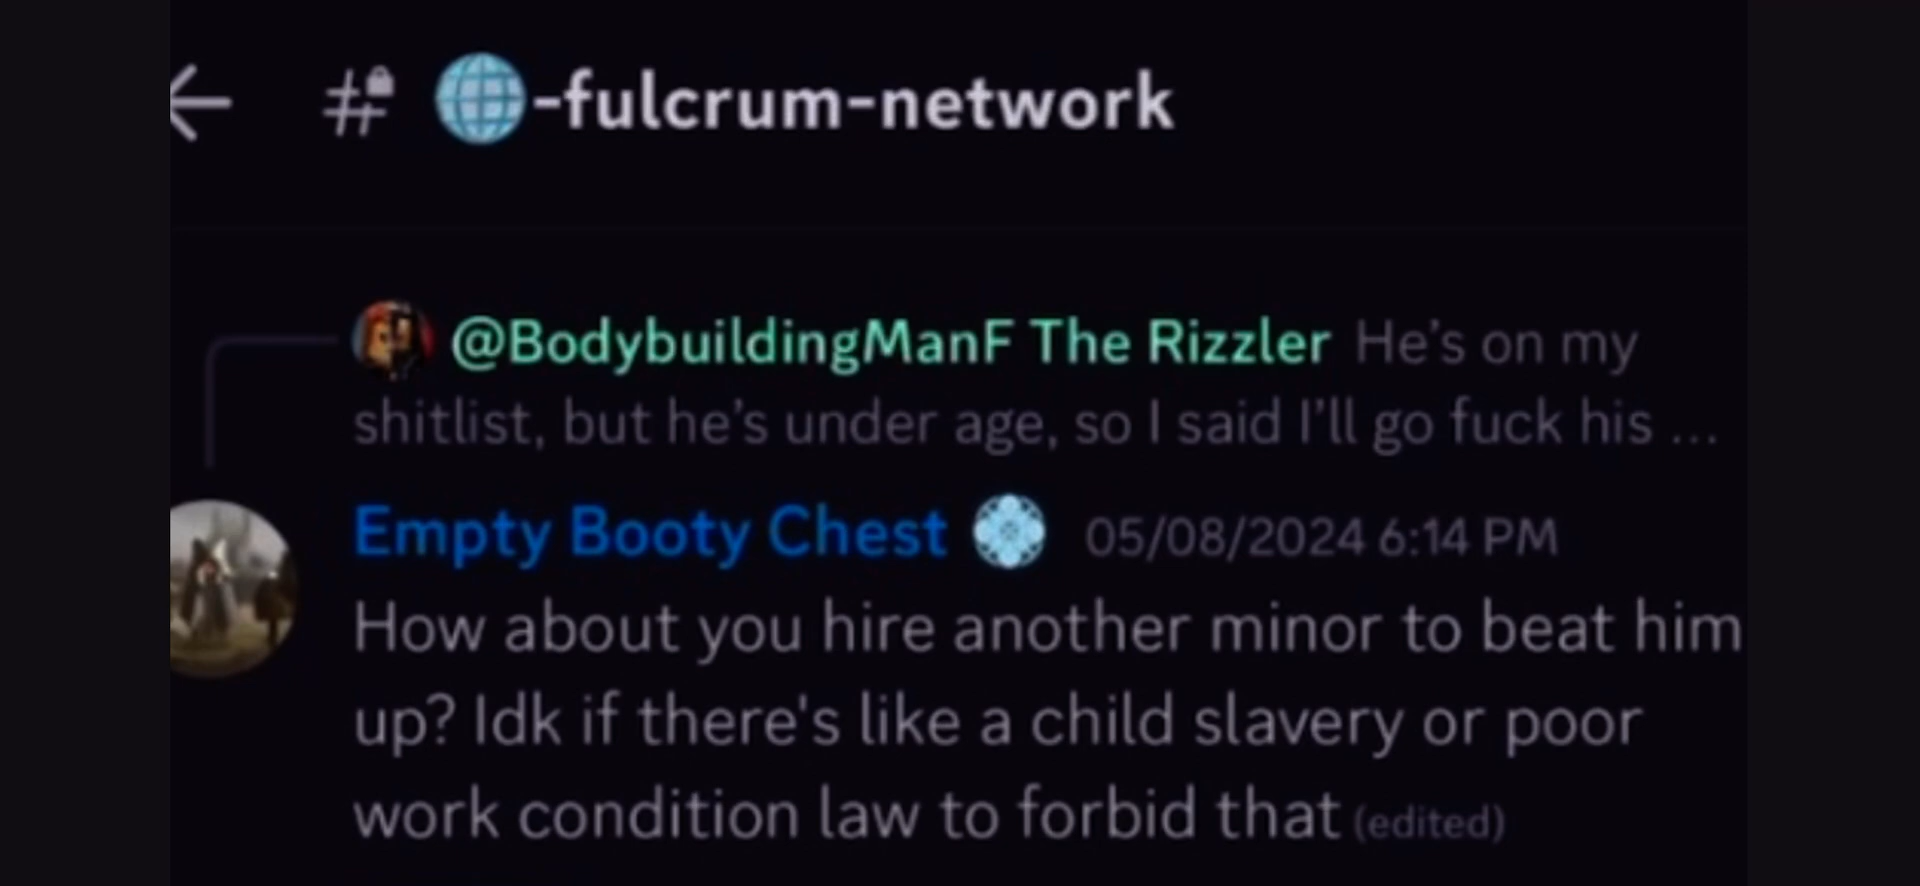 -fulcrum-network
@BodybuildingManF The Rizzler He's on my
shitlist, but he's under age, so I said I'll go fuck his ...
Empty Booty Chest 05/08/2024 6:14 PM
How about you hire another minor to beat him
up? Idk if there's like a child slavery or poor
work condition law to forbid that (edited)